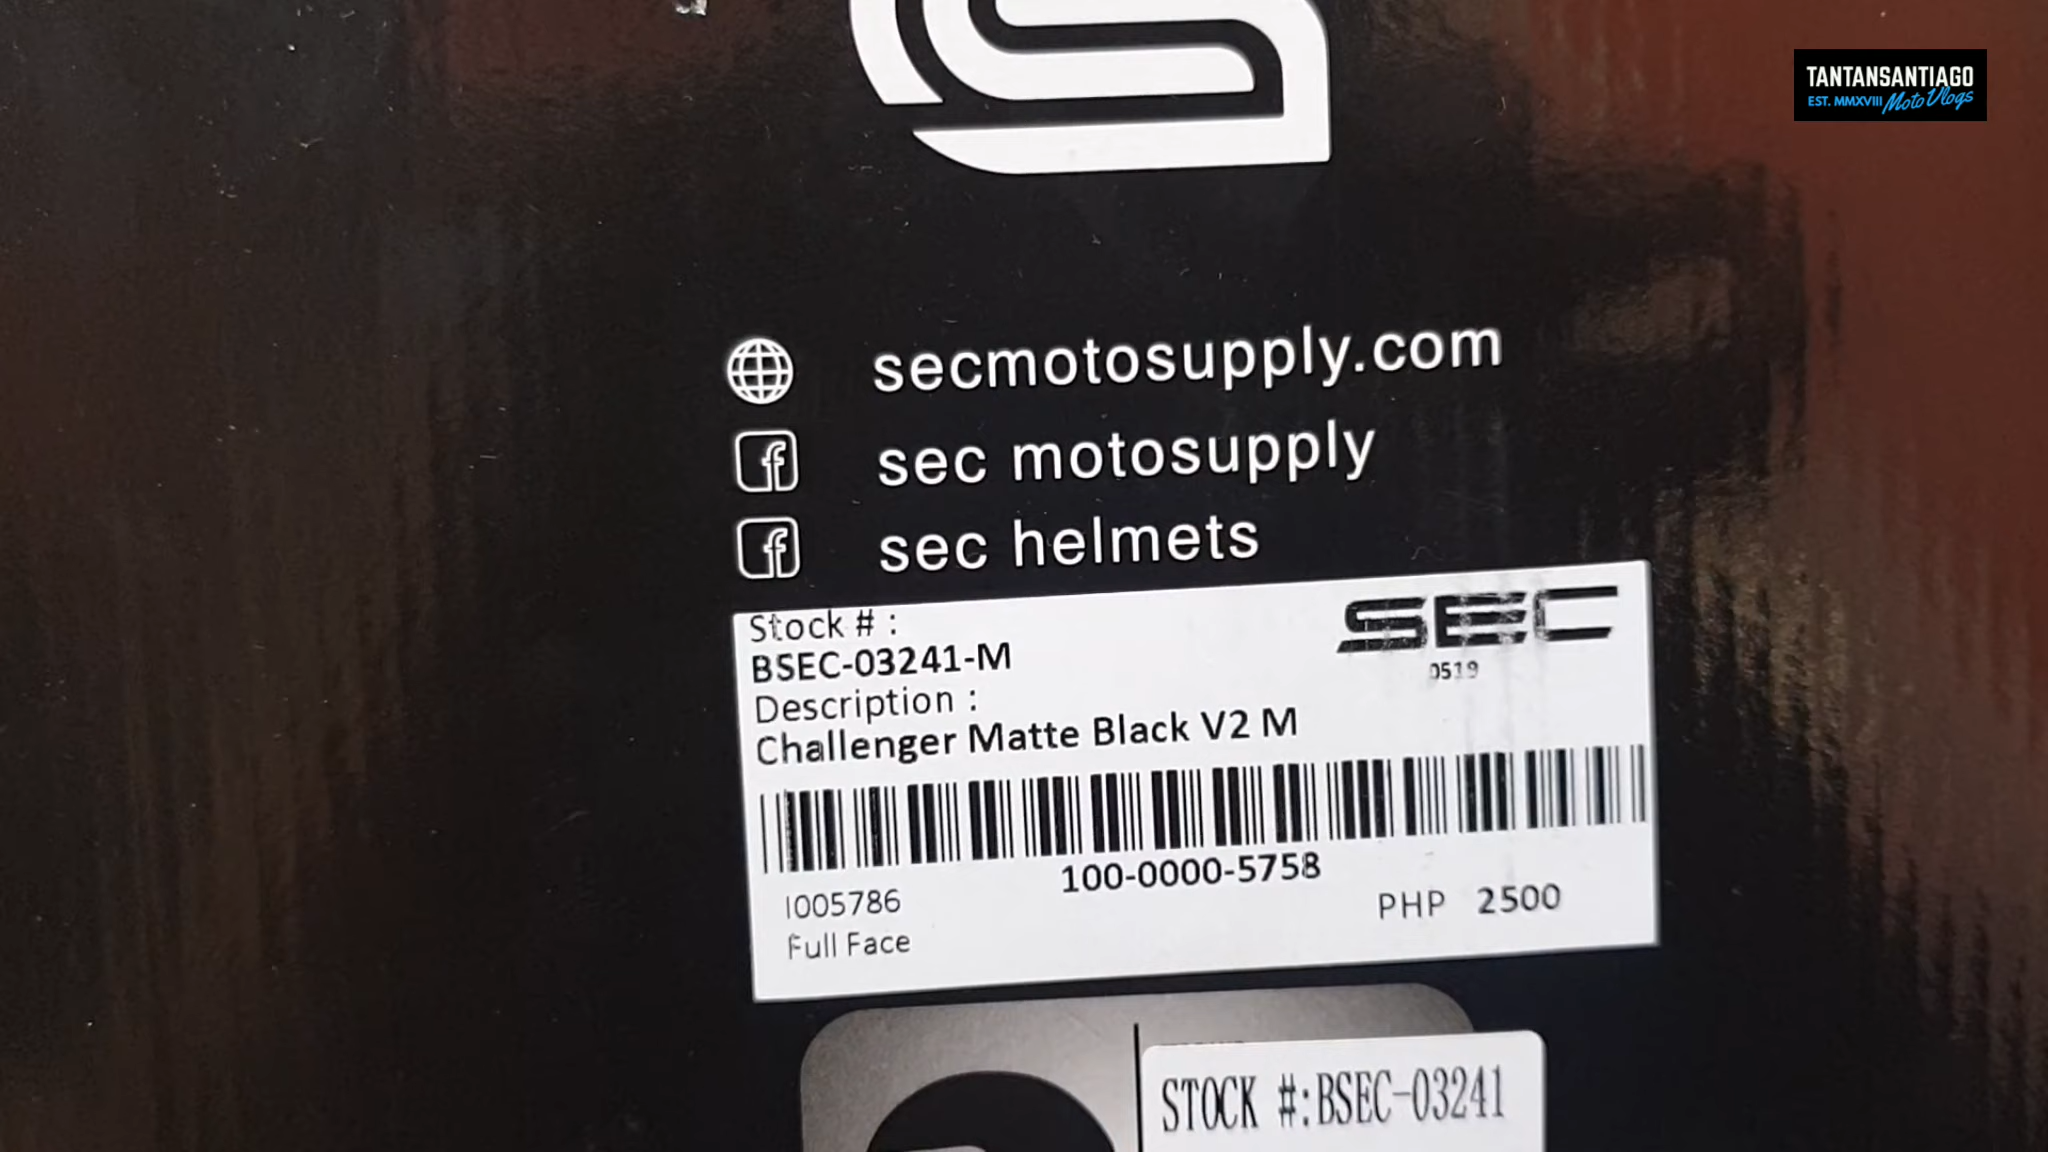 TANTANSANTIAGO
EST. MMXVIII Moto Vlogs
secmotosupply.com
sec motosupply
sec helmets
Stock # :
BSEC-03241-M
SEC
0519
Description :
Challenger Matte Black V2 M
100-0000-5758
I005786
PHP 2500
Full Face
STOCK #:BSEC-03241